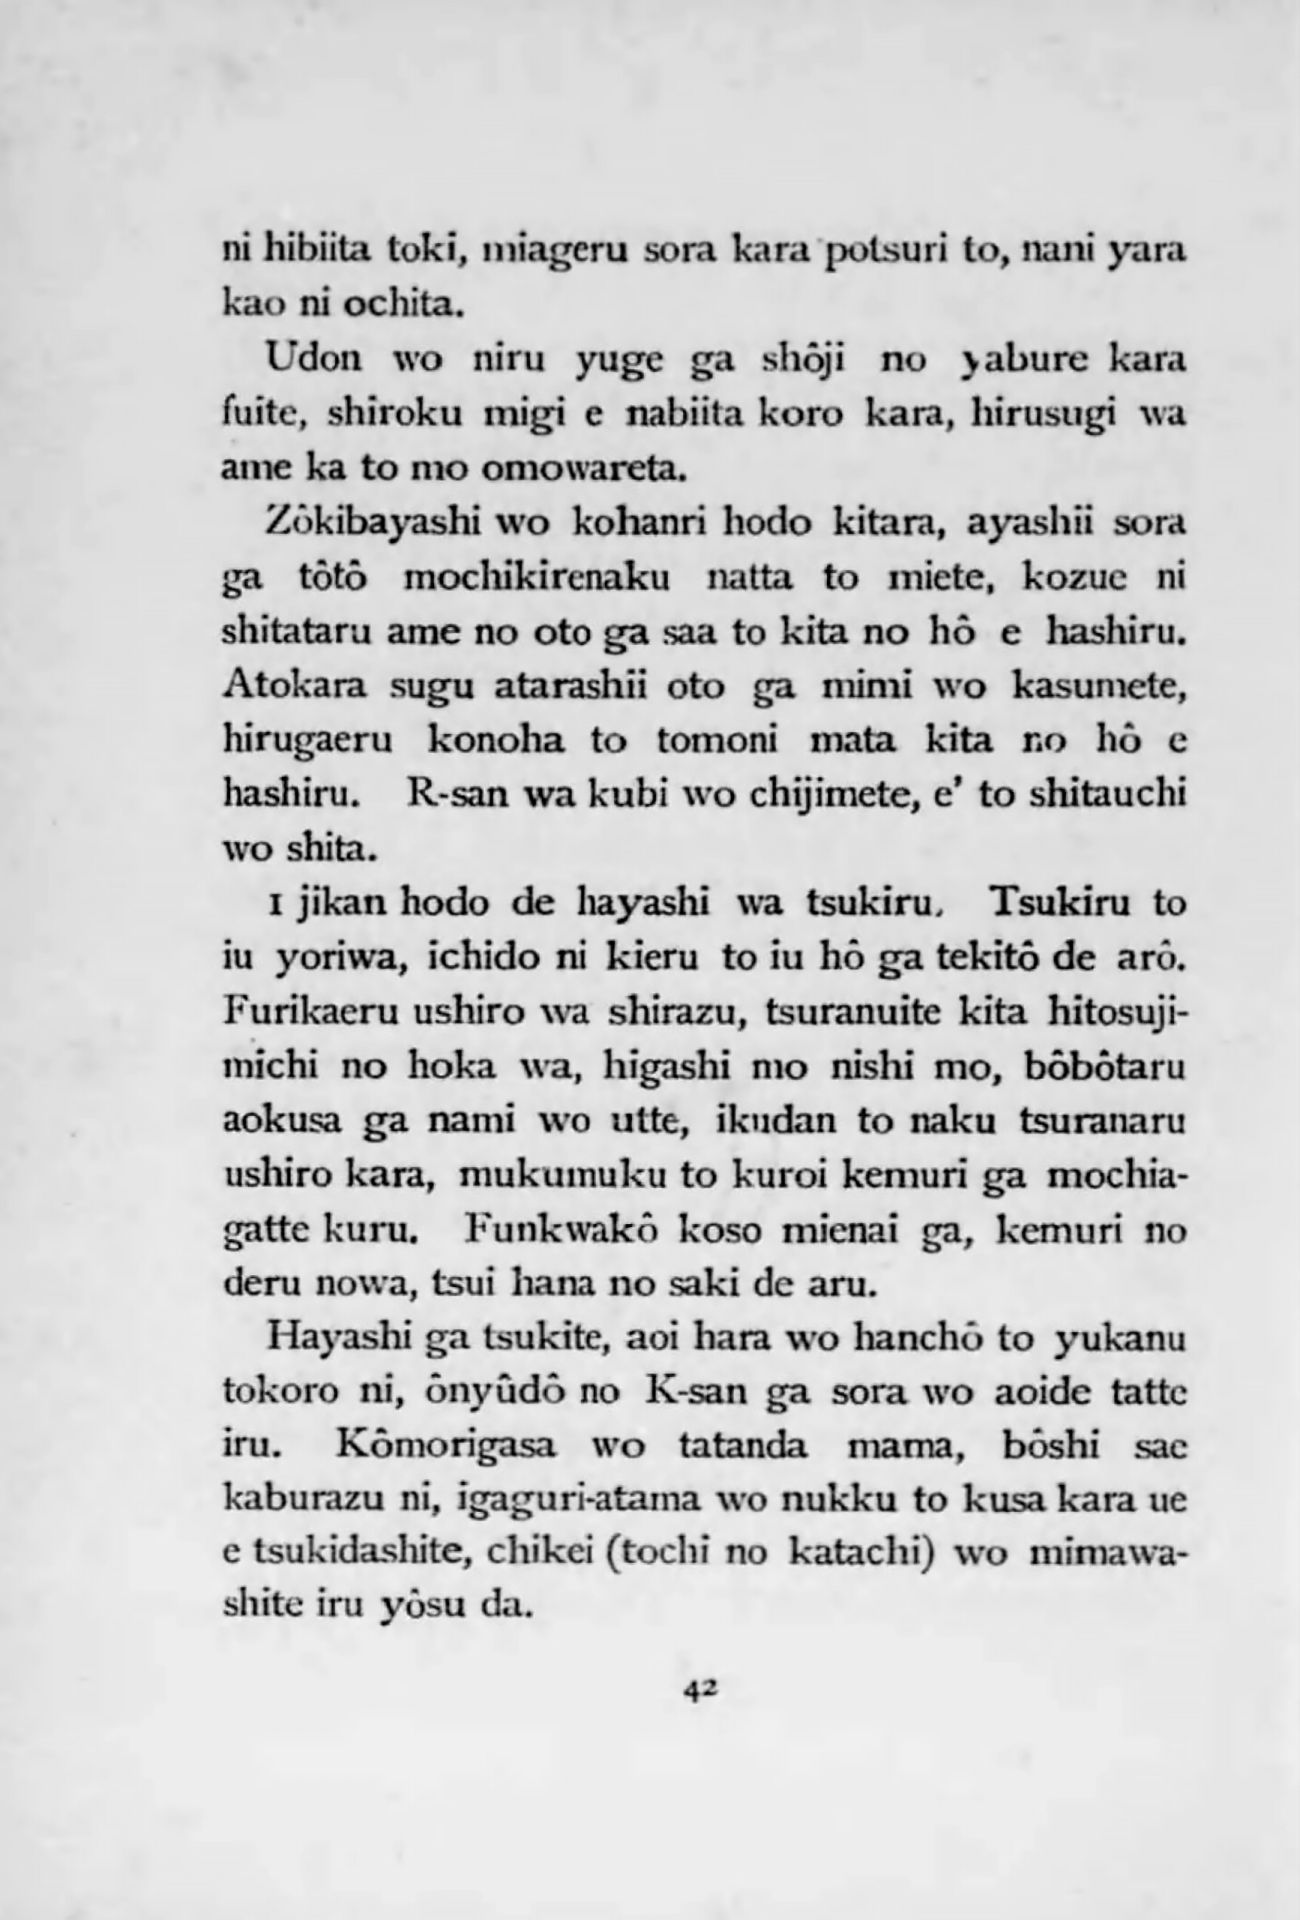 ni hibiita toki, miageru sora kara potsuri to, nani yara
kao ni ochita.
Udon wo niru yuge ga shôji no yabure kara
fuite, shiroku migi e nabiita koro kara, hirusugi wa
ame ka to mo omowareta.
Zôkibayashi wo kohanri hodo kitara, ayashii sora
ga tôtô mochikirenaku natta to miete, kozue ni
shitataru ame no oto ga saa to kita no hô e hashiru.
Atokara sugu atarashii oto ga mimi wo kasumete,
hirugaeru konoha to tomoni mata kita no hô e
hashiru. R-san wa kubi wo chijimete, e' to shitauchi
wo shita.
1 jikan hodo de hayashi wa tsukiru. Tsukiru to
iu yoriwa, ichido ni kieru to iu hô ga tekitô de arô.
Furikaeru ushiro wa shirazu, tsuranuite kita hitosuji-
michi no hoka wa, higashi mo nishi mo, bôbôtaru
aokusa ga nami wo utte, ikudan to naku tsuranaru
ushiro kara, mukumuku to kuroi kemuri ga mochia-
gatte kuru. Funkwakô koso mienai ga, kemuri no
deru nowa, tsui hana no saki de aru.
Hayashi ga tsukite, aoi hara wo hanchô to yukanu
tokoro ni, ônyûdô no K-san ga sora wo aoide tatte
iru. Kômorigasa wo tatanda mama, bôshi sae
kaburazu ni, igaguri-atama wo nukku to kusa kara ue
e tsukidashite, chikei (tochi no katachi) wo mimawa-
shite iru yôsu da.
42